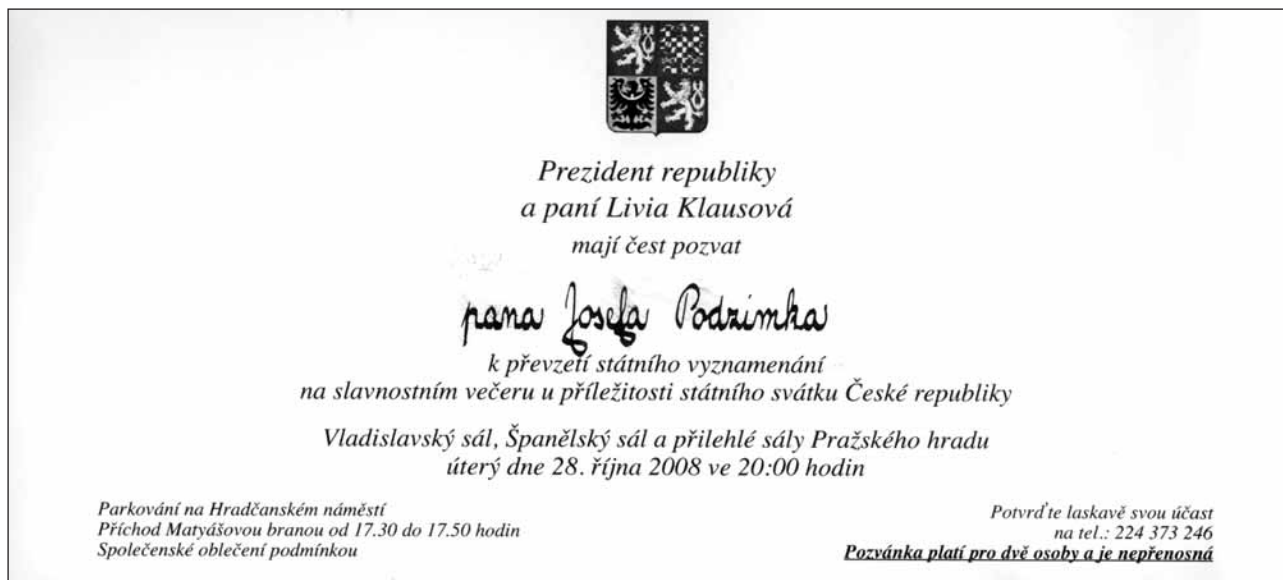 Prezident republiky
a paní Livia Klausová
mají čest pozvat
pana Josefa Podzimka
k převzetí státního vyznamenání
na slavnostním večeru u příležitosti státního svátku České republiky
Vladislavský sál, Španělský sál a přilehlé sály Pražského hradu
úterý dne 28. října 2008 ve 20:00 hodin
Parkování na Hradčanském náměstí
Příchod Matyášovou branou od 17.30 do 17.50 hodin
Společenské oblečení podmínkou
Potvrďte laskavě svou účast
na tel.: 224 373 246
Pozvánka platí pro dvě osoby a je nepřenosná